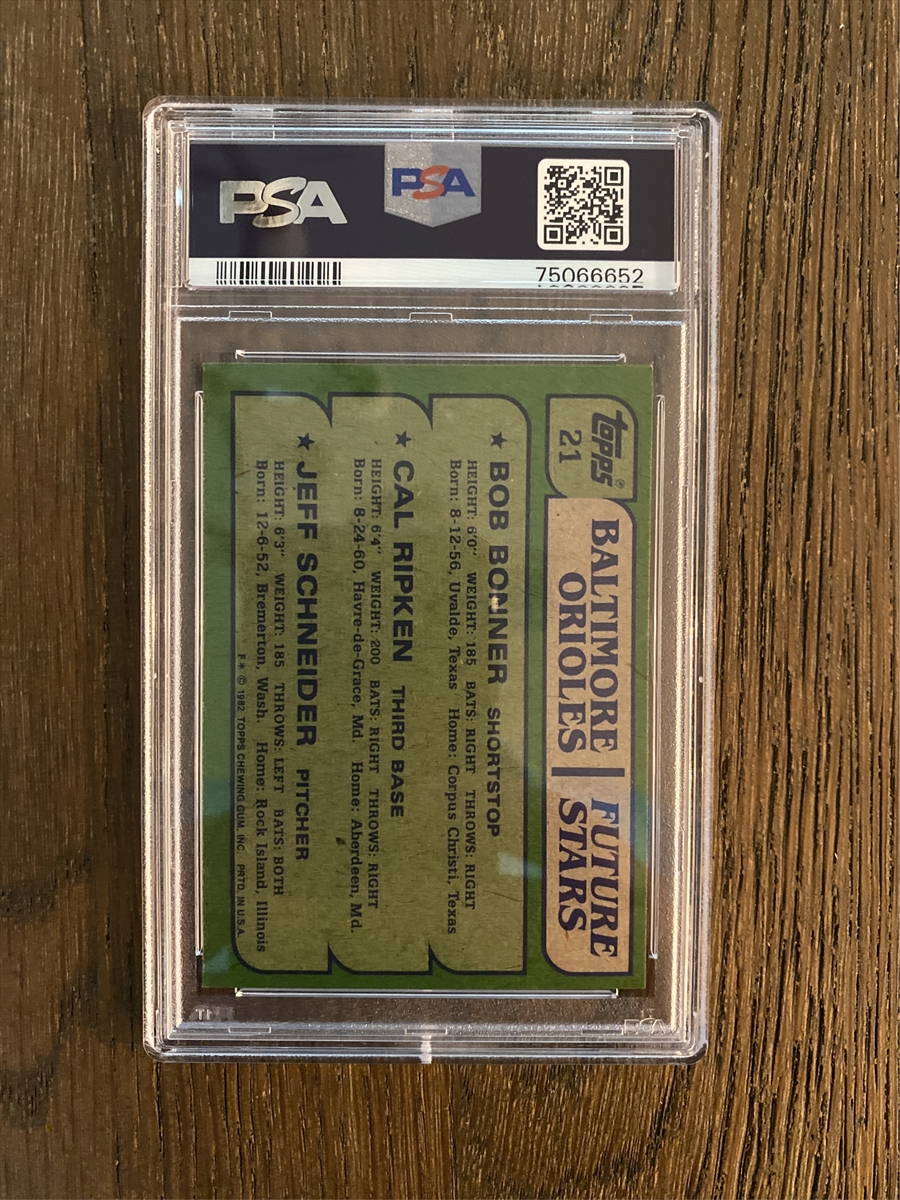 PSA
PSA
75066652
topps®
21
BALTIMORE
ORIOLES
FUTURE
STARS
★ BOB BONNER SHORTSTOP
HEIGHT: 6'0" WEIGHT: 185 BATS: RIGHT THROWS: RIGHT
Born: 8-12-56, Uvalde, Texas Home: Corpus Christi, Texas
★ CAL RIPKEN THIRD BASE
HEIGHT: 6'4" WEIGHT: 200 BATS: RIGHT THROWS: RIGHT
Born: 8-24-60, Havre-de-Grace, Md. Home: Aberdeen, Md.
★ JEFF SCHNEIDER PITCHER
HEIGHT: 6'3" WEIGHT: 185 THROWS: LEFT BATS: BOTH
Born: 12-6-52, Bremerton, Wash. Home: Rock Island, Illinois
F✶ © 1982 TOPPS CHEWING GUM, INC. PRTD. IN U.S.A.
PSA